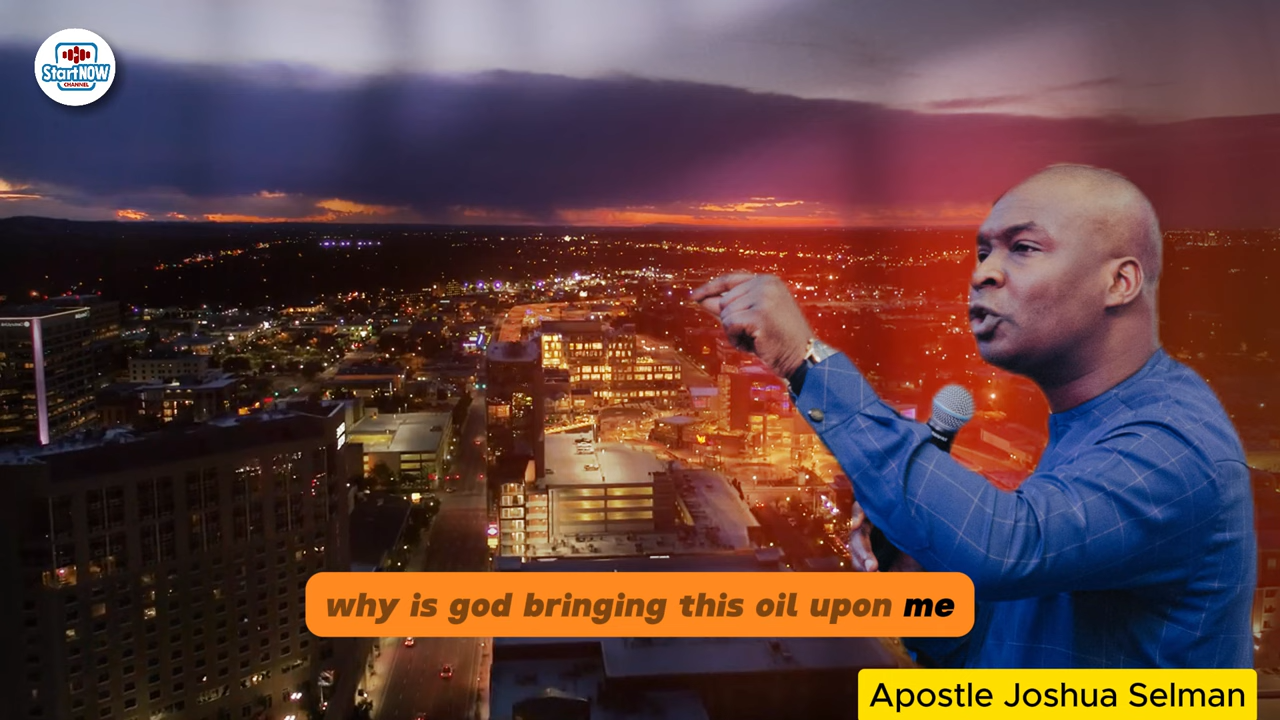 StartNOW
CHANNEL
why is god bringing this oil upon me
Apostle Joshua Selman